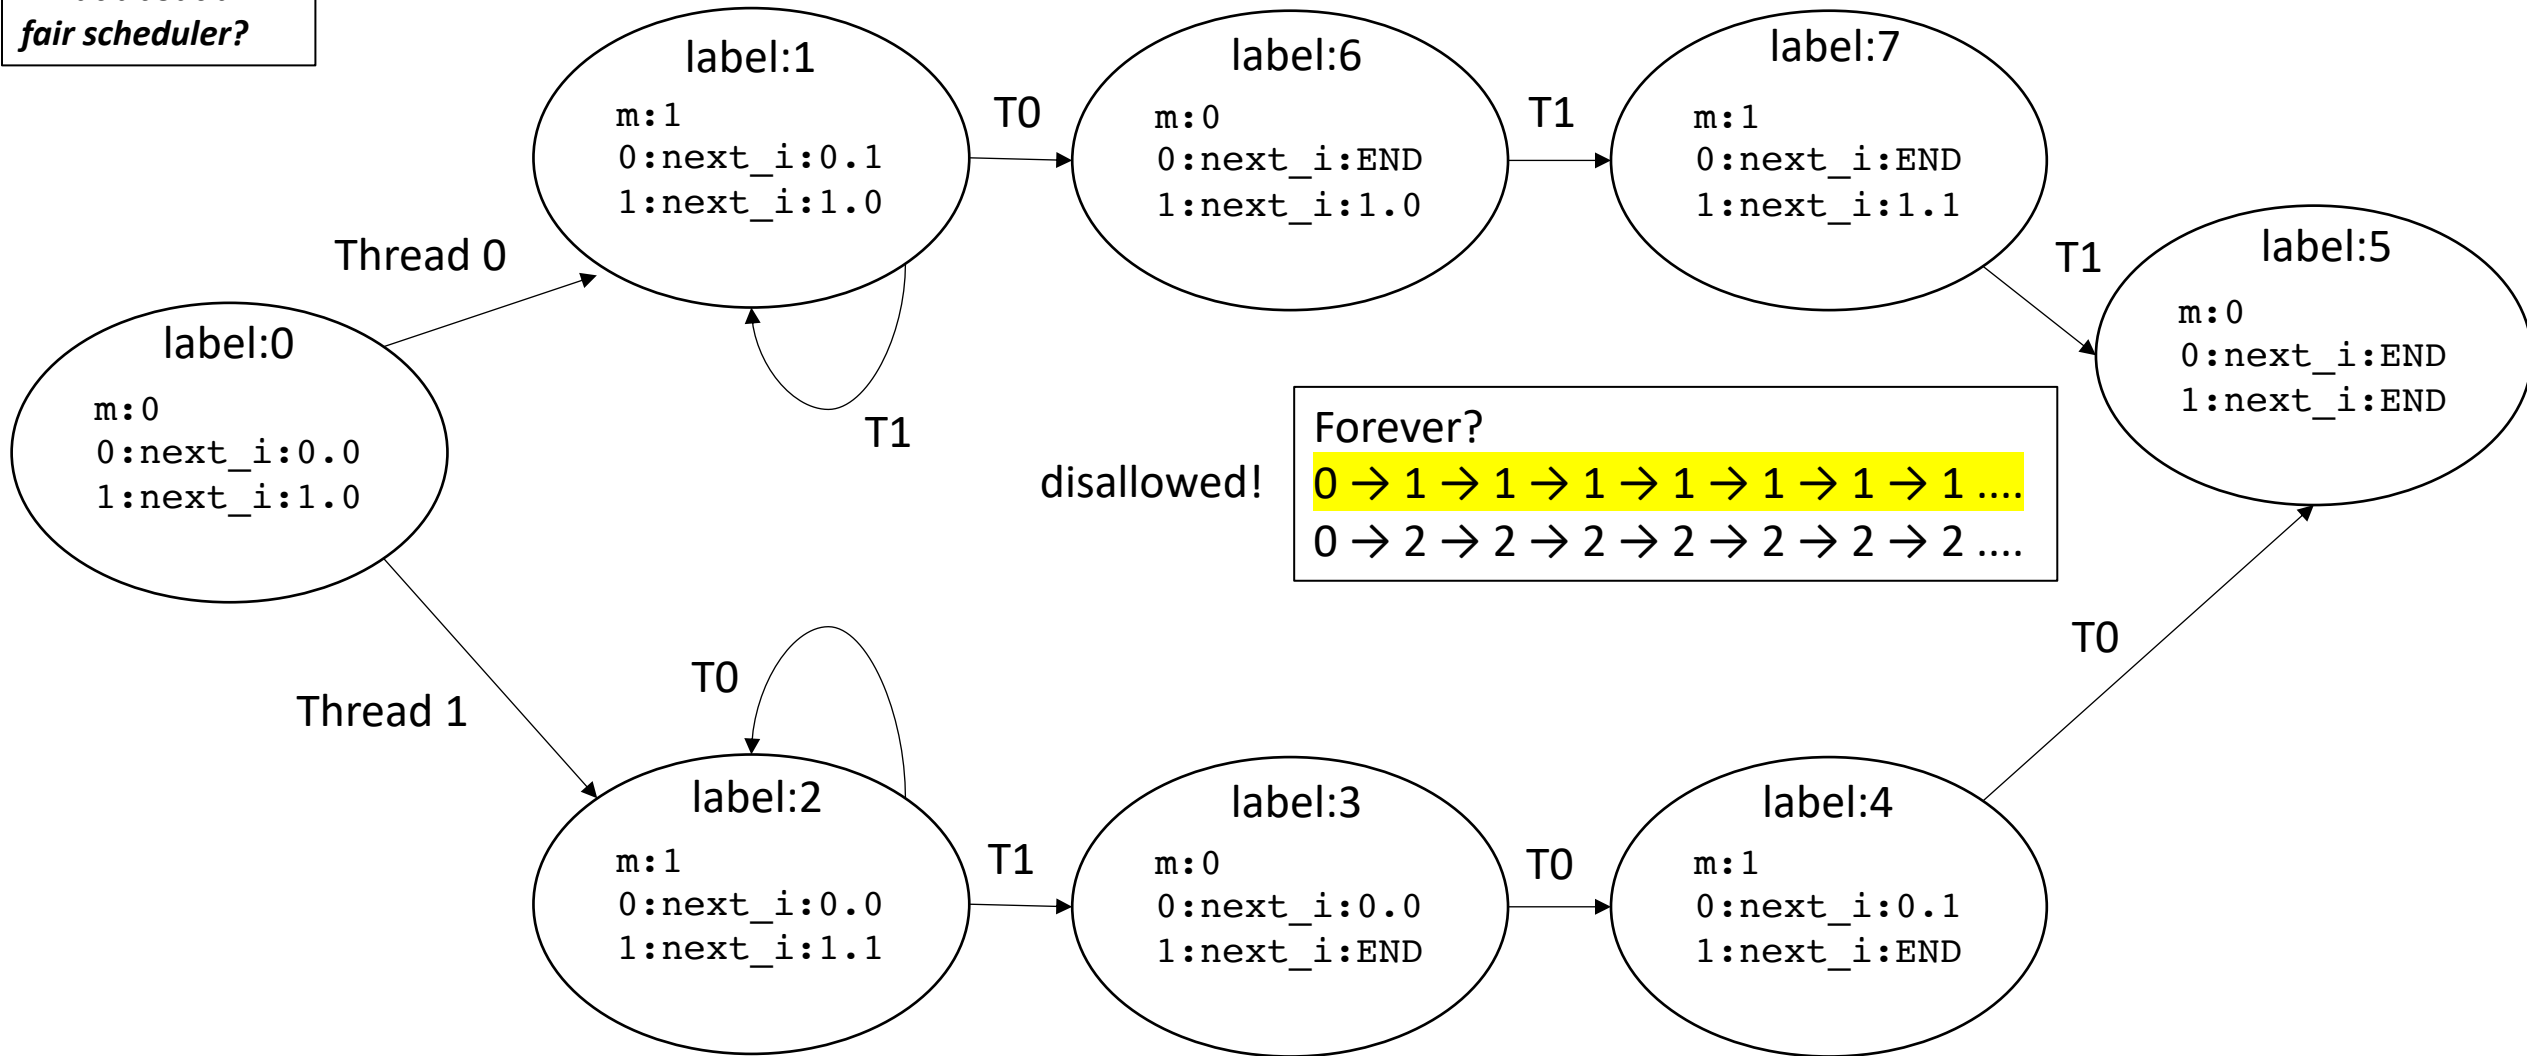 fair scheduler?
label:1
m:1
0:next_i:0.1
1:next_i:1.0
T0
label:6
m:0
0:next_i:END
1:next_i:1.0
T1
label:7
m:1
0:next_i:END
1:next_i:1.1
T1
label:5
m:0
0:next_i:END
1:next_i:END
Thread 0
label:0
m:0
0:next_i:0.0
1:next_i:1.0
T1
disallowed!
Forever?
0 → 1 → 1 → 1 → 1 → 1 → 1 → 1 ....
0 → 2 → 2 → 2 → 2 → 2 → 2 → 2 ....
T0
Thread 1
T0
label:2
m:1
0:next_i:0.0
1:next_i:1.1
T1
label:3
m:0
0:next_i:0.0
1:next_i:END
T0
label:4
m:1
0:next_i:0.1
1:next_i:END